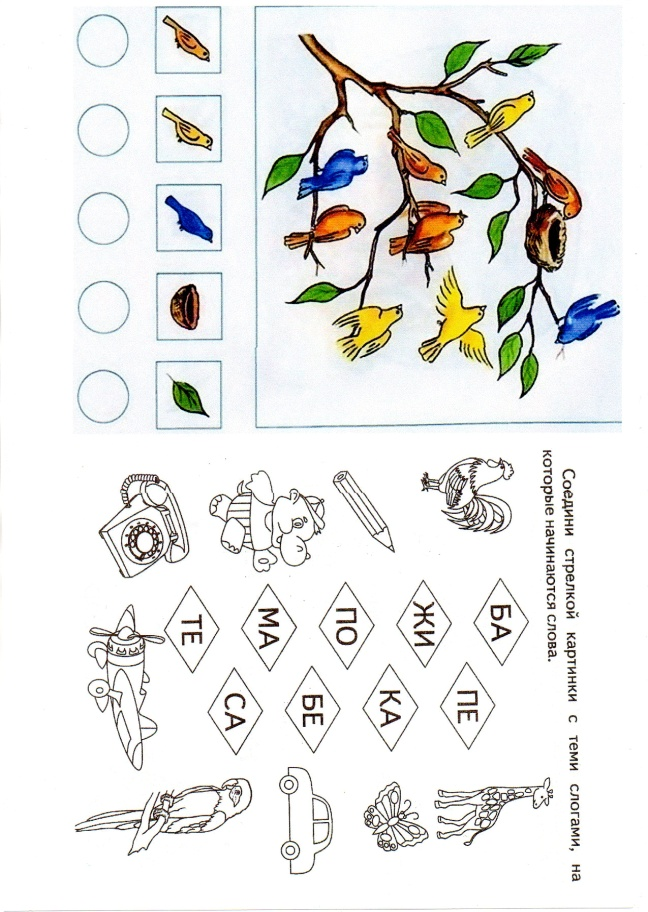 Соедини стрелкой картинки с теми слогами, на
которые начинаются слова.
БА
ПЕ
ЖИ
КА
ПО
БЕ
МА
СА
ТЕ